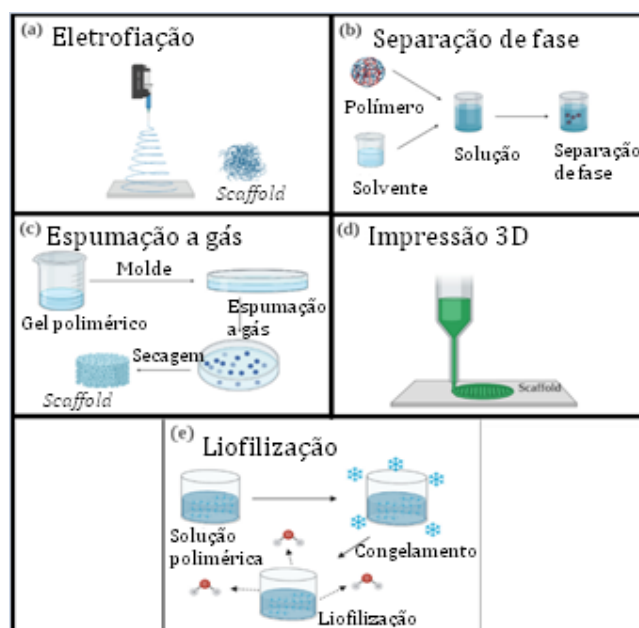 (a) Eletrofiação
Scaffold
(b) Separação de fase
Polímero
Solvente
Solução
Separação
de fase
(c) Espumação a gás
Molde
Gel polimérico
Espumação
a gás
Secagem
Scaffold
(d) Impressão 3D
Scaffold
(e) Liofilização
Solução
polimérica
Congelamento
Liofilização